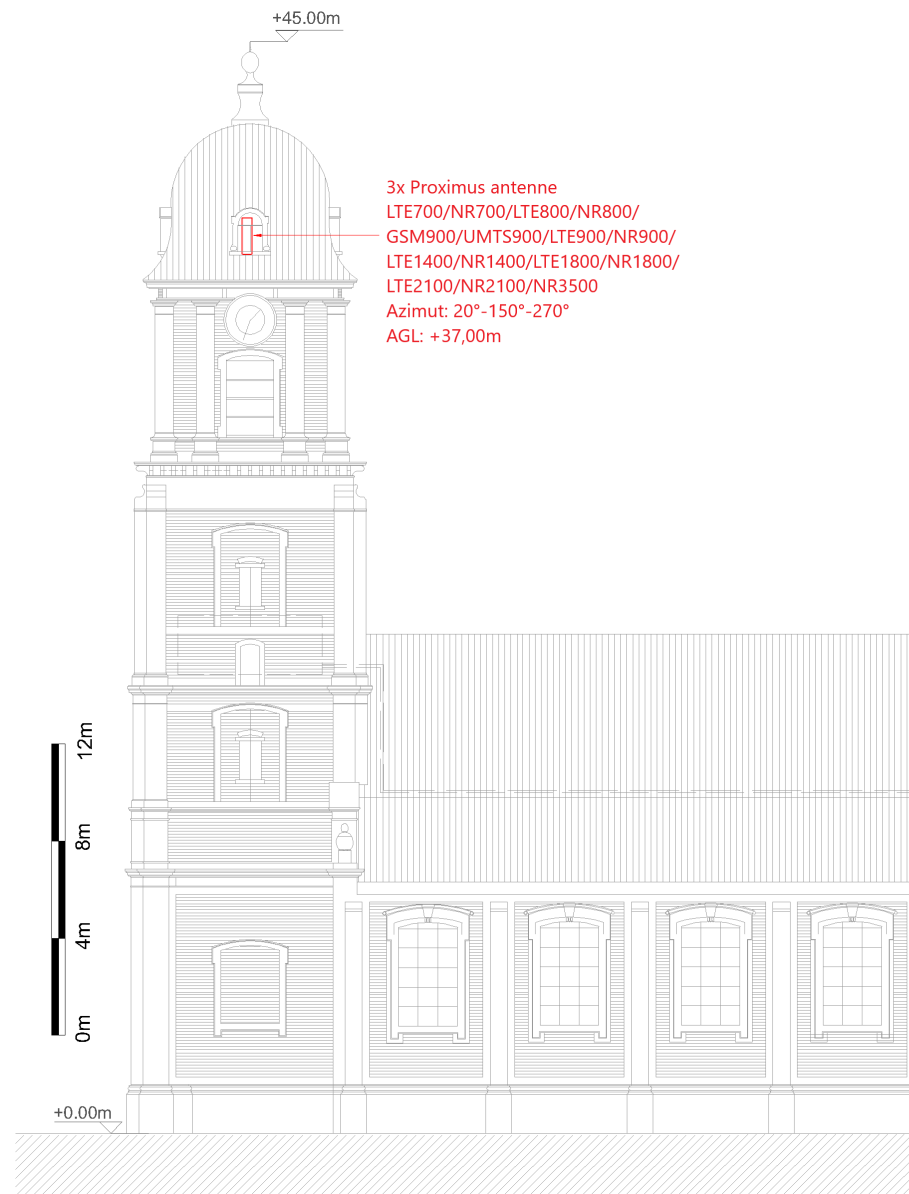 +45.00m
3x Proximus antenne
LTE700/NR700/LTE800/NR800/
GSM900/UMTS900/LTE900/NR900/
LTE1400/NR1400/LTE1800/NR1800/
LTE2100/NR2100/NR3500
Azimut: 20°-150°-270°
AGL: +37,00m
12m
8m
4m
0m
+0.00m